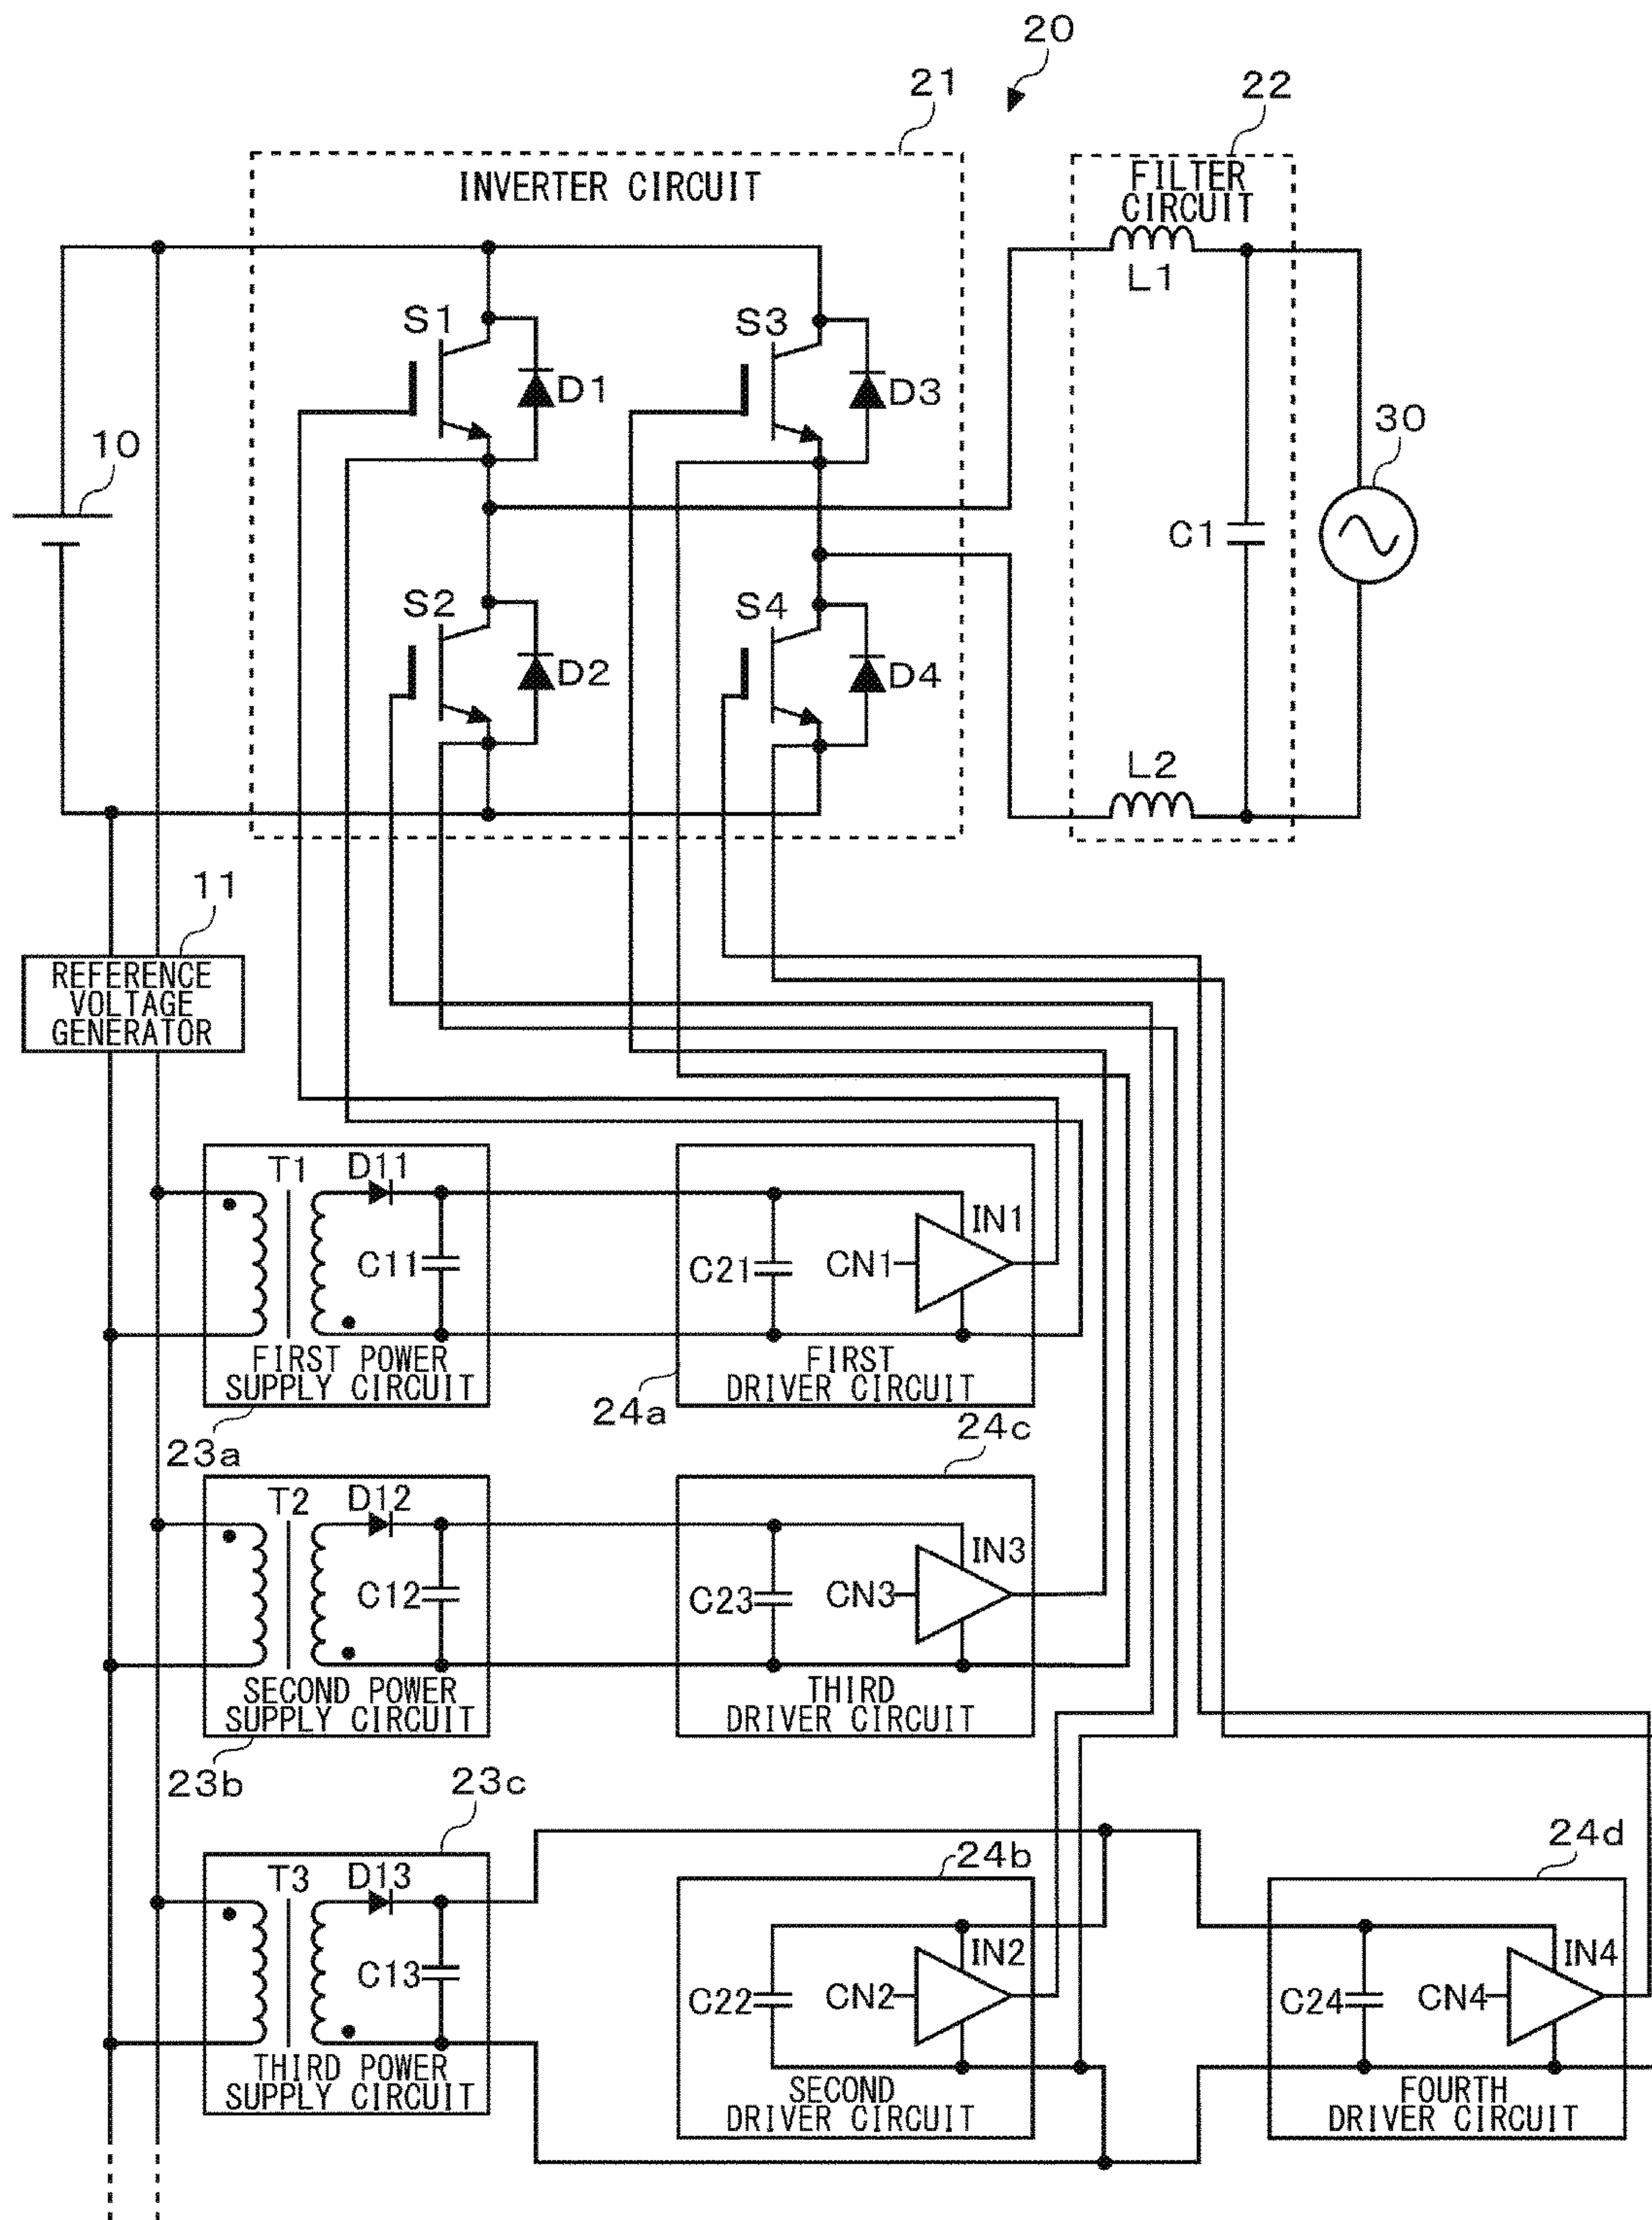 20
21
22
INVERTER CIRCUIT
FILTER
CIRCUIT
L1
S1
S3
D1
D3
10
30
C1
S2
S4
D2
D4
L2
11
REFERENCE
VOLTAGE
GENERATOR
T1
D11
C11
FIRST POWER
SUPPLY CIRCUIT
23a
IN1
C21
CN1
FIRST
DRIVER CIRCUIT
24a
24c
T2
D12
C12
SECOND POWER
SUPPLY CIRCUIT
23b
IN3
C23
CN3
THIRD
DRIVER CIRCUIT
23c
T3
D13
C13
THIRD POWER
SUPPLY CIRCUIT
24b
IN2
C22
CN2
SECOND
DRIVER CIRCUIT
24d
IN4
C24
CN4
FOURTH
DRIVER CIRCUIT